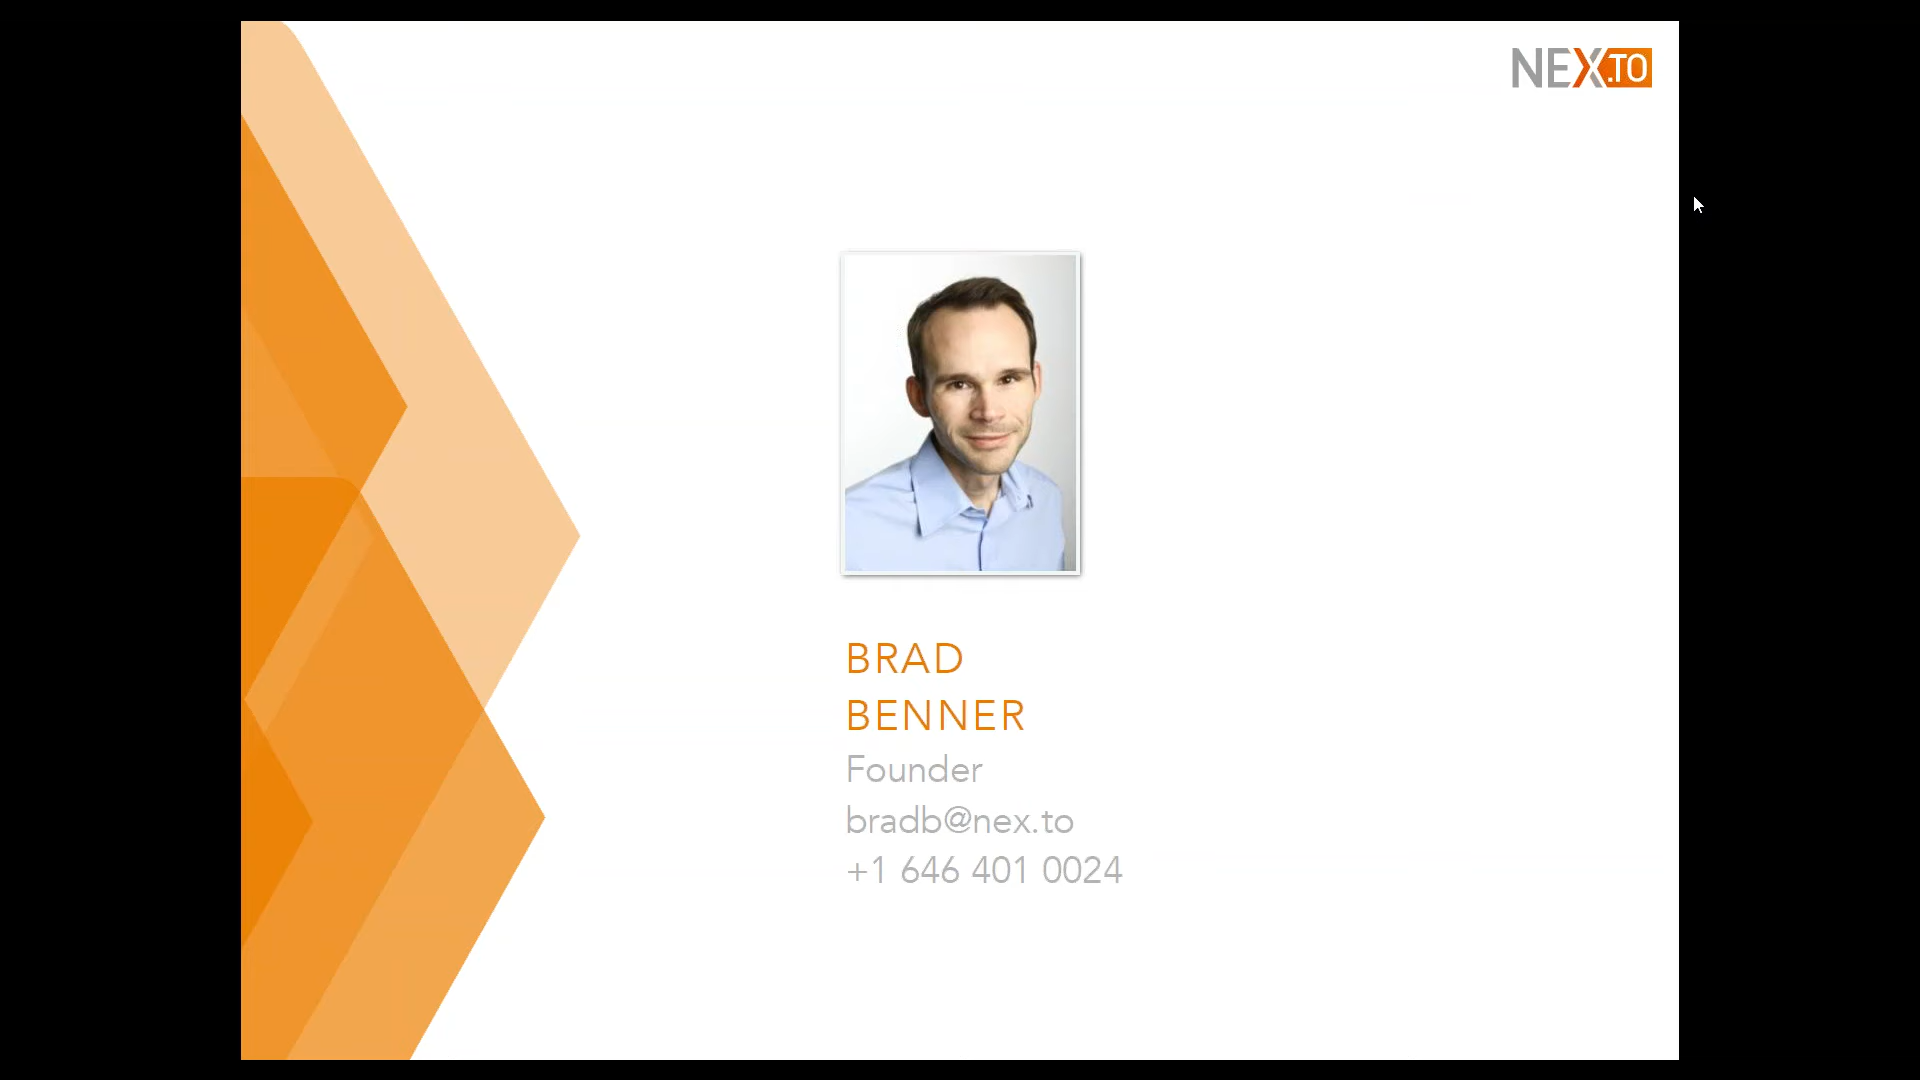 NEX.TO
BRAD
BENNER
Founder
bradb@nex.to
+1 646 401 0024